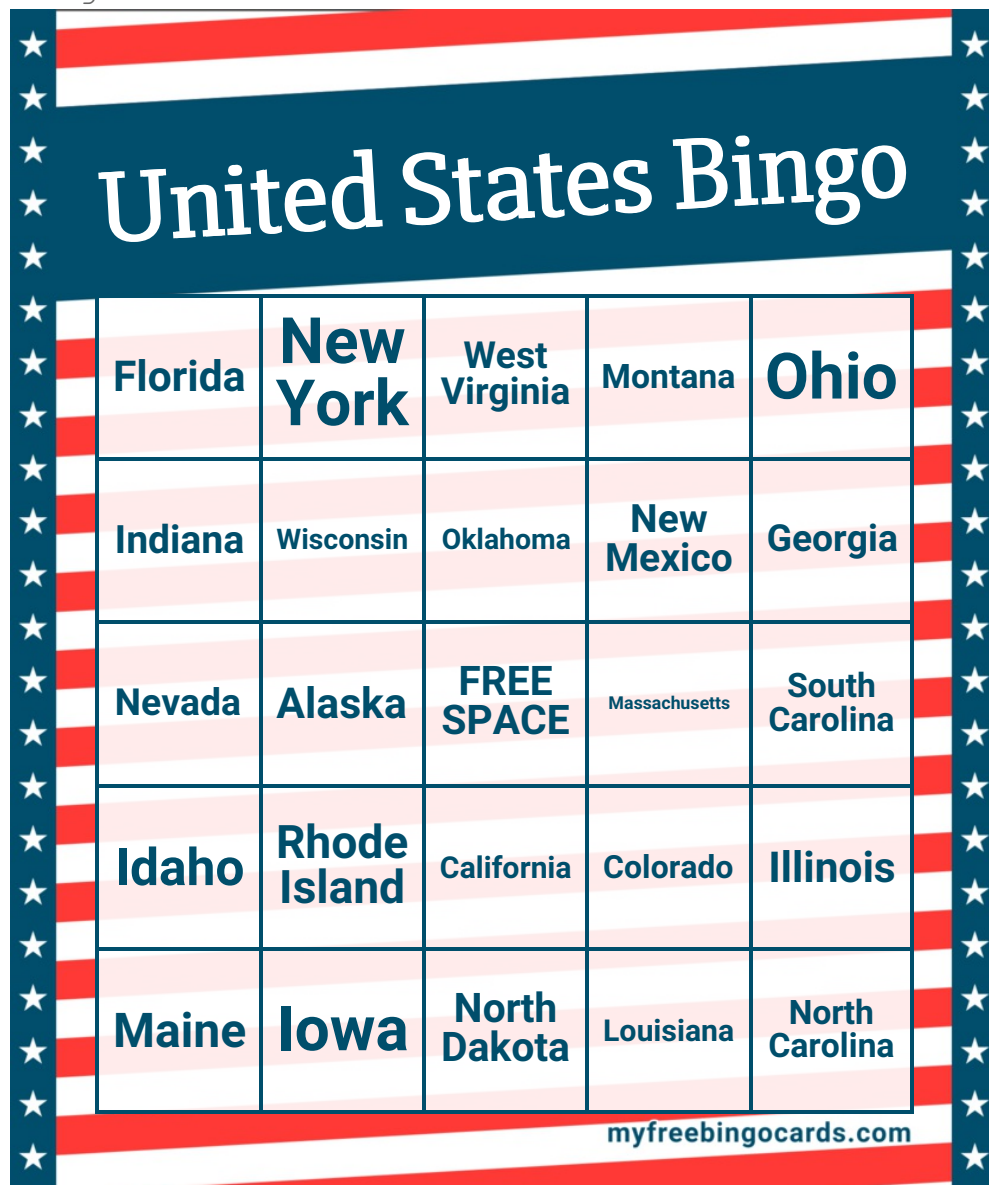 United States Bingo
Florida
New
York
West
Virginia
Montana
Ohio
Indiana
Wisconsin
Oklahoma
New
Mexico
Georgia
Nevada
Alaska
FREE
SPACE
Massachusetts
South
Carolina
Idaho
Rhode
Island
California
Colorado
Illinois
Maine
Iowa
North
Dakota
Louisiana
North
Carolina
myfreebingocards.com